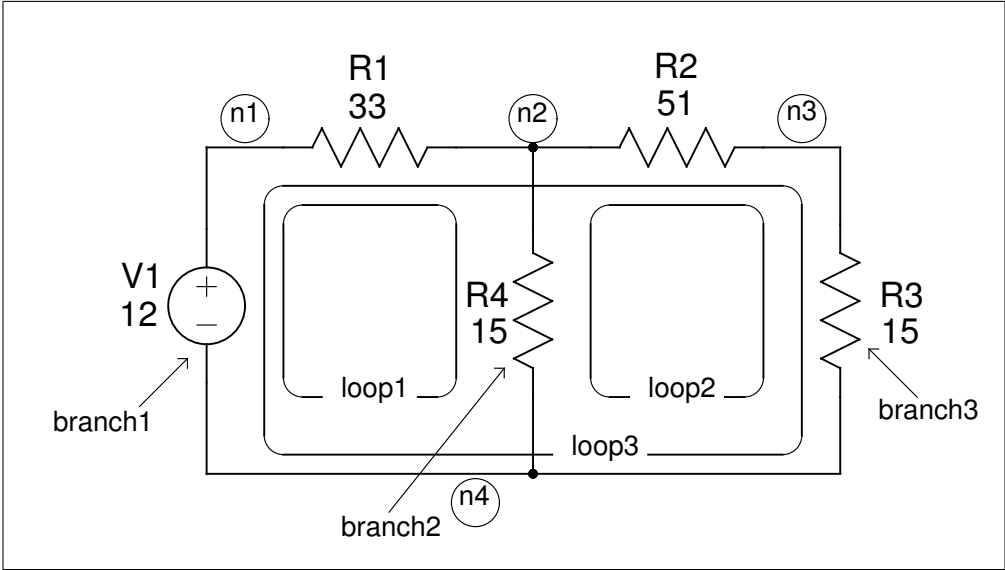 R1
33
R2
51
n1
n2
n3
V1
12
+
−
R4
15
R3
15
loop1
loop2
loop3
branch1
branch2
branch3
n4